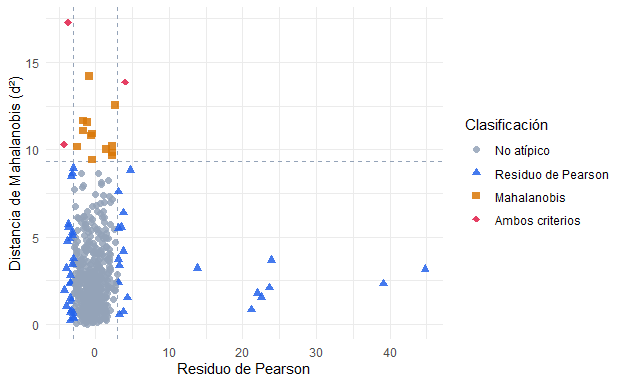 Distancia de Mahalanobis (d²)
15
10
5
0
0
10
20
30
40
Residuo de Pearson
Clasificación
No atípico
Residuo de Pearson
Mahalanobis
Ambos criterios